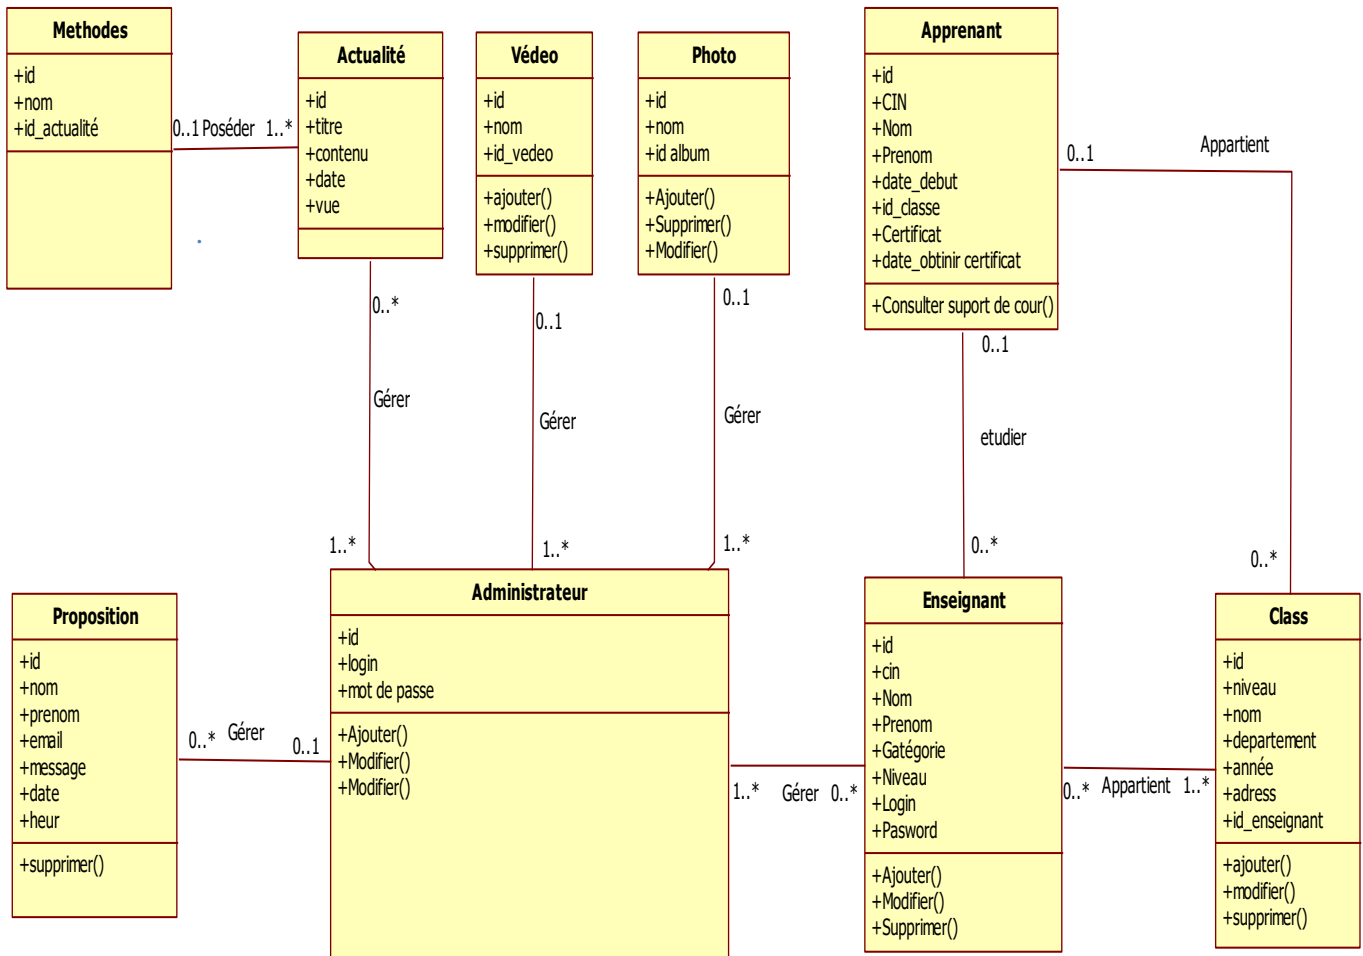 Methodes
+id
+nom
+id_actualité
0..1 Poséder 1..*
Actualité
+id
+titre
+contenu
+date
+vue
Védeo
+id
+nom
+id_vedeo
+ajouter()
+modifier()
+supprimer()
Photo
+id
+nom
+id album
+Ajouter()
+Supprimer()
+Modifier()
Apprenant
+id
+CIN
+Nom
+Prenom
+date_debut
+id_classe
+Certificat
+date_obtinir certificat
+Consulter suport de cour()
0..1
Appartient
0..*
0..*
Gérer
1..*
0..1
Gérer
1..*
0..1
Gérer
1..*
0..1
etudier
0..*
Proposition
+id
+nom
+prenom
+email
+message
+date
+heur
+supprimer()
0..* Gérer 0..1
Administrateur
+id
+login
+mot de passe
+Ajouter()
+Modifier()
+Modifier()
1..* Gérer 0..*
Enseignant
+id
+cin
+Nom
+Prenom
+Gatégorie
+Niveau
+Login
+Pasword
+Ajouter()
+Modifier()
+Supprimer()
0..* Appartient 1..*
Class
+id
+niveau
+nom
+departement
+année
+adress
+id_enseignant
+ajouter()
+modifier()
+supprimer()